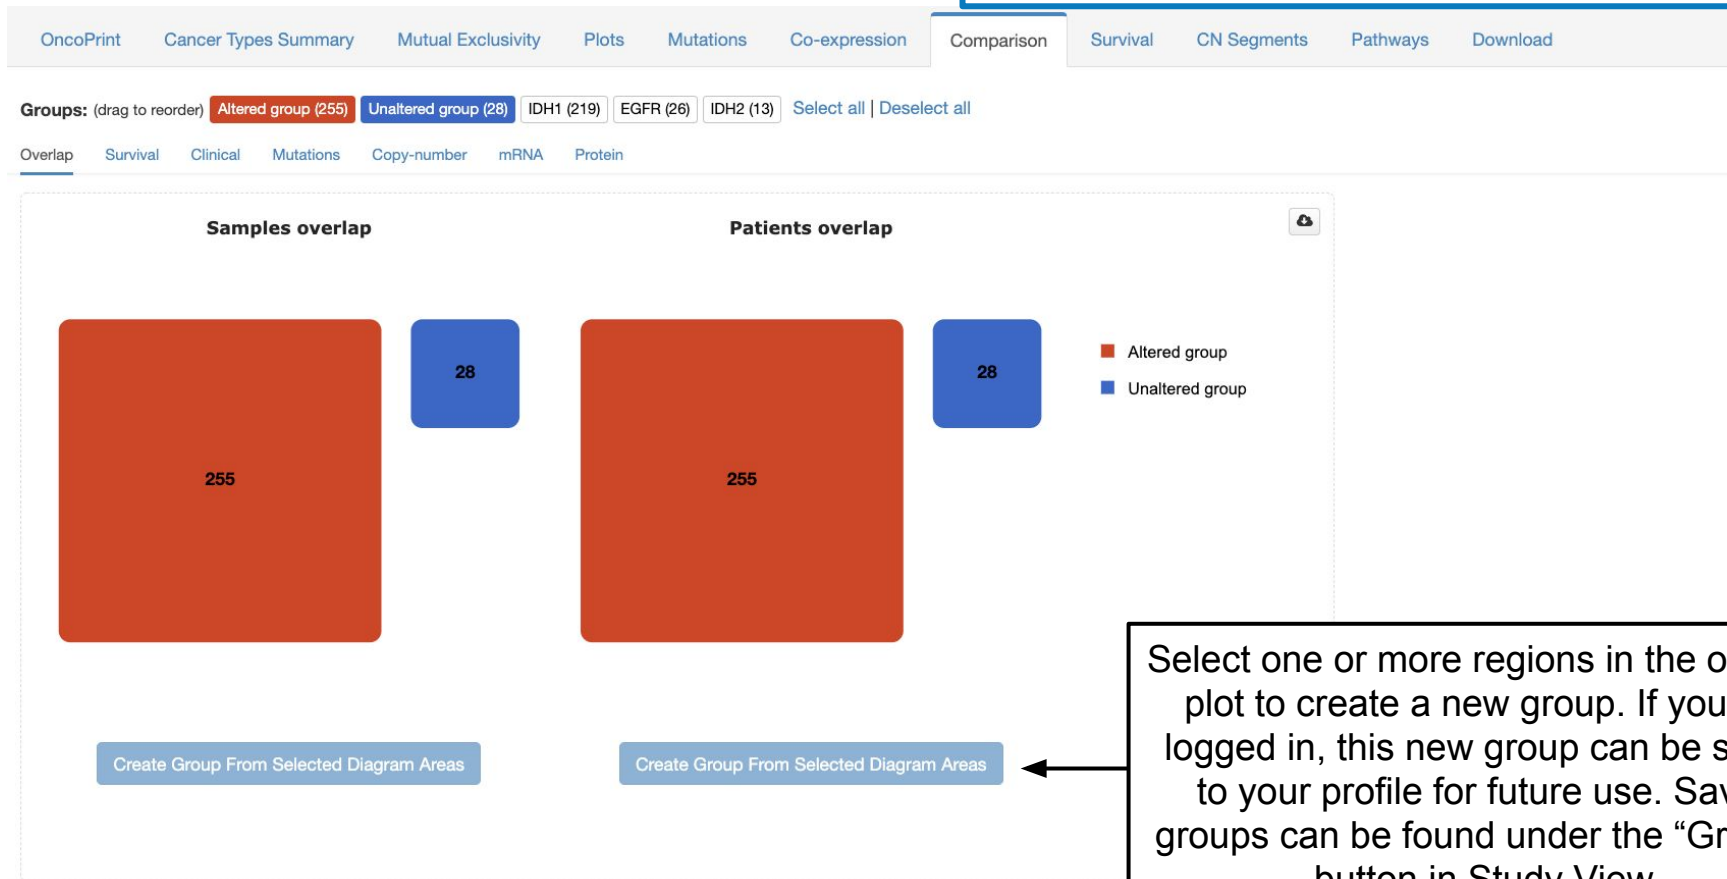 OncoPrint Cancer Types Summary Mutual Exclusivity Plots Mutations Co-expression Comparison Survival CN Segments Pathways Download
Groups: (drag to reorder) Altered group (255) Unaltered group (28) IDH1 (219) EGFR (26) IDH2 (13) Select all | Deselect all
Overlap Survival Clinical Mutations Copy-number mRNA Protein
Samples overlap Patients overlap
28 28
Altered group
Unaltered group
255 255
Create Group From Selected Diagram Areas Create Group From Selected Diagram Areas
Select one or more regions in the
plot to create a new group. If you
logged in, this new group can be
to your profile for future use.
groups can be found under the
button in Study View